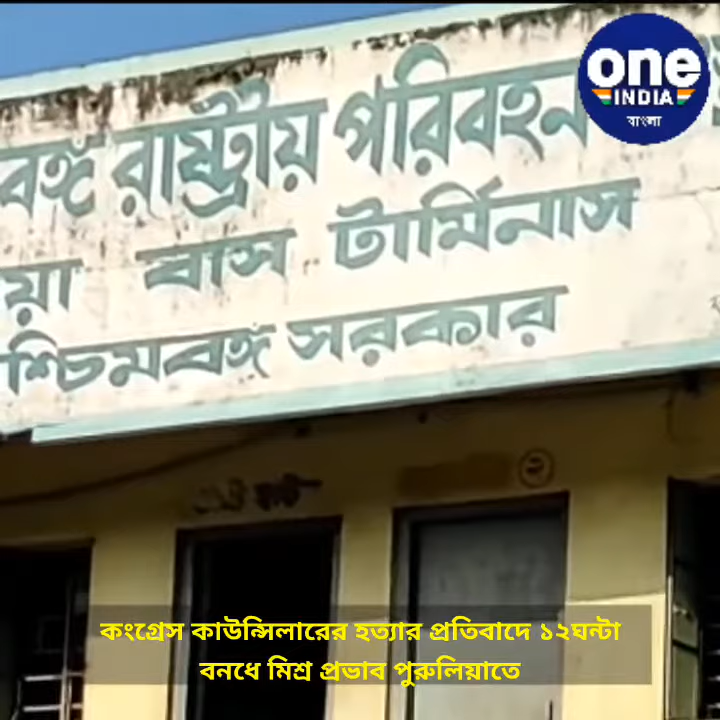 one
INDIA
বাংলা
বঙ্গ রাষ্ট্রীয় পরিবহন
য়া বাস টার্মিনাস
শ্চিমবঙ্গ সরকার
কংগ্রেস কাউন্সিলারের হত্যার প্রতিবাদে ১২ঘন্টা
বনধে মিশ্র প্রভাব পুরুলিয়াতে